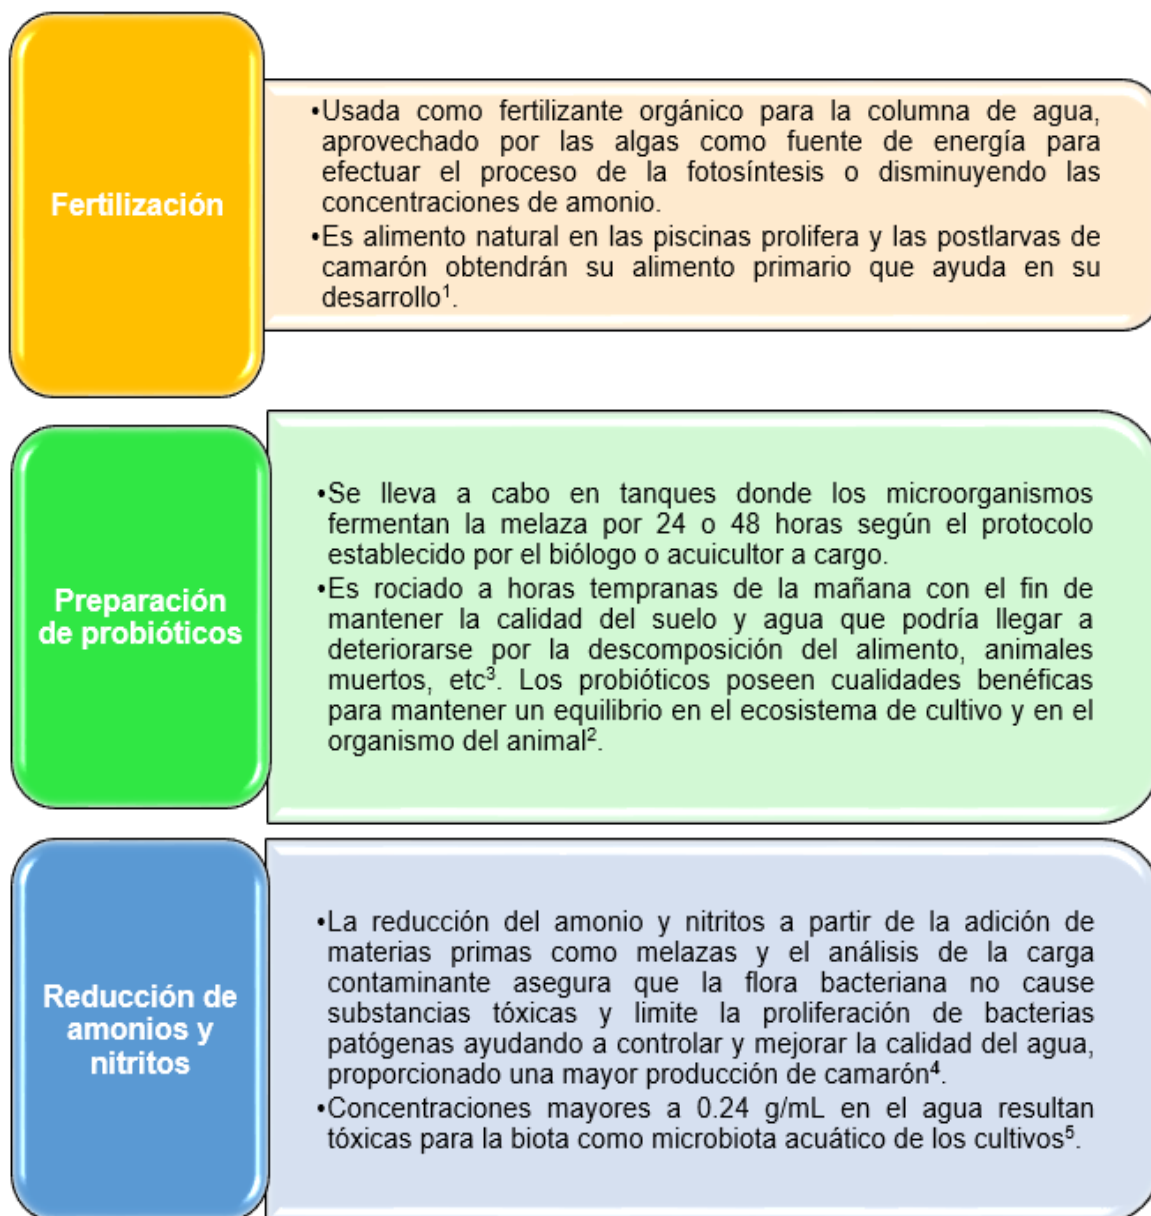 Fertilización
•Usada como fertilizante orgánico para la columna de agua,
aprovechado por las algas como fuente de energía para
efectuar el proceso de la fotosíntesis o disminuyendo las
concentraciones de amonio.
•Es alimento natural en las piscinas prolifera y las postlarvas de
camarón obtendrán su alimento primario que ayuda en su
desarrollo¹.
Preparación
de probióticos
•Se lleva a cabo en tanques donde los microorganismos
fermentan la melaza por 24 o 48 horas según el protocolo
establecido por el biólogo o acuicultor a cargo.
•Es rociado a horas tempranas de la mañana con el fin de
mantener la calidad del suelo y agua que podría llegar a
deteriorarse por la descomposición del alimento, animales
muertos, etc³. Los probióticos poseen cualidades benéficas
para mantener un equilibrio en el ecosistema de cultivo y en el
organismo del animal².
Reducción de
amonios y
nitritos
•La reducción del amonio y nitritos a partir de la adición de
materias primas como melazas y el análisis de la carga
contaminante asegura que la flora bacteriana no cause
substancias tóxicas y limite la proliferación de bacterias
patógenas ayudando a controlar y mejorar la calidad del agua,
proporcionado una mayor producción de camarón⁴.
•Concentraciones mayores a 0.24 g/mL en el agua resultan
tóxicas para la biota como microbiota acuático de los cultivos⁵.